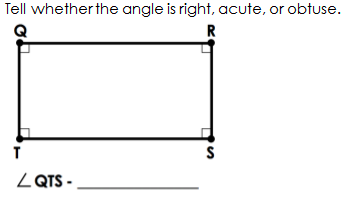 Tell whether the angle is right, acute, or obtuse.
Q R
T S
∠ QTS - ___________